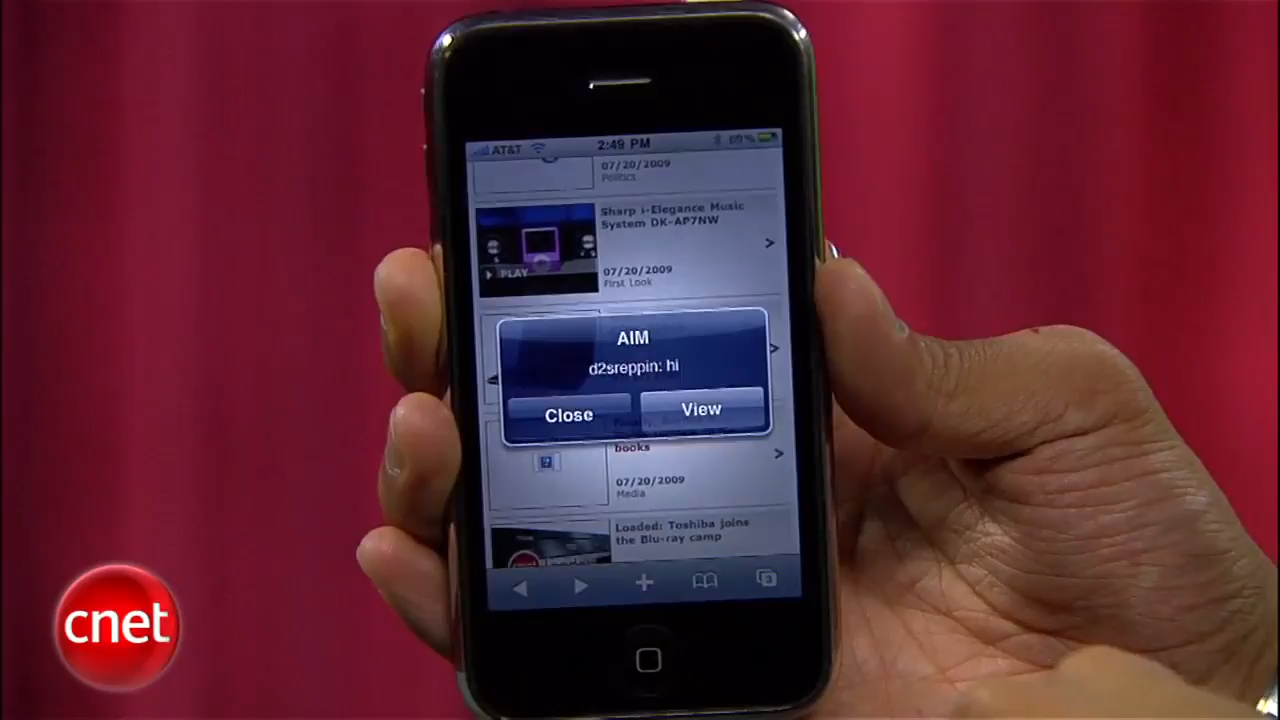 AT&T
2:49 PM
07/20/2009
Politics
Sharp i-Elegance Music
System DK-AP7NW
PLAY
07/20/2009
First Look
AIM
d2sreppin: hi
Close
View
books
07/20/2009
Media
Loaded: Toshiba joins
the Blu-ray camp
3
cnet